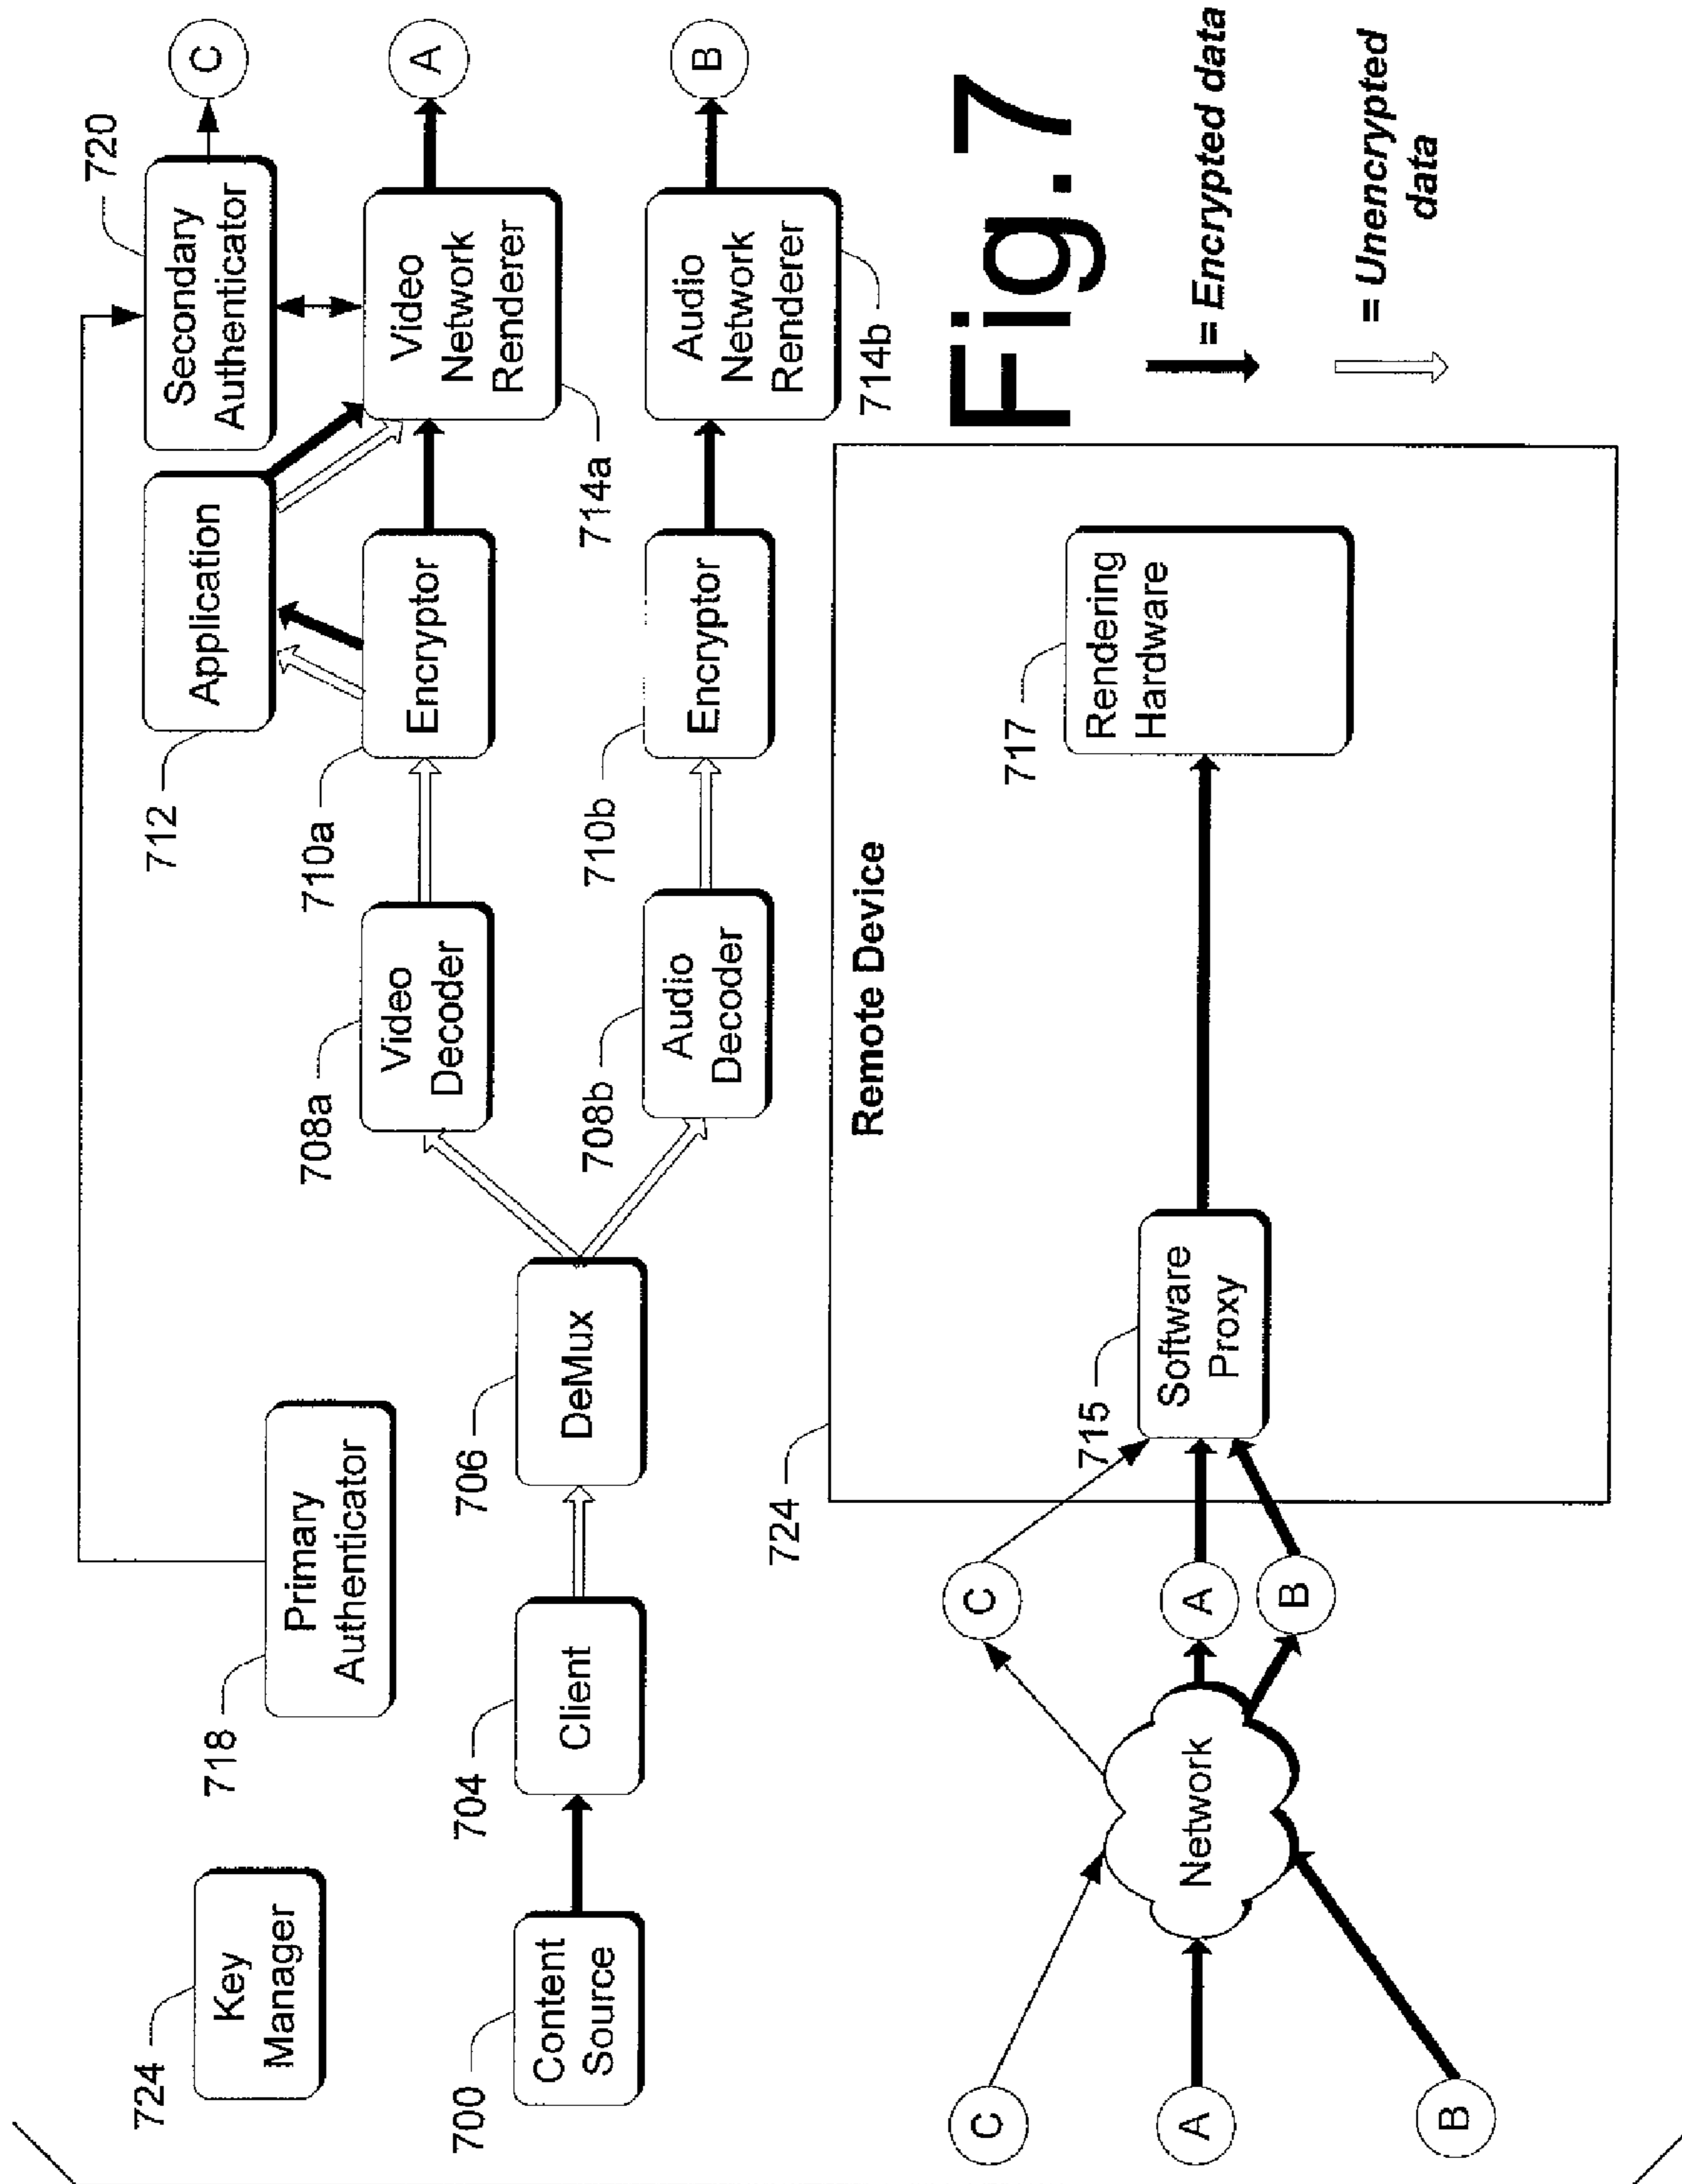 724
Key
Manager
718
Primary
Authenticator
720
Secondary
Authenticator
C
712
Application
700
Content
Source
704
Client
706
DeMux
708a
Video
Decoder
710a
Encryptor
714a
Video
Network
Renderer
A
708b
Audio
Decoder
710b
Encryptor
714b
Audio
Network
Renderer
B
C
A
B
Network
C
A
B
724
Remote Device
715
Software
Proxy
717
Rendering
Hardware
Fig.7
= Encrypted data
= Unencrypted
data